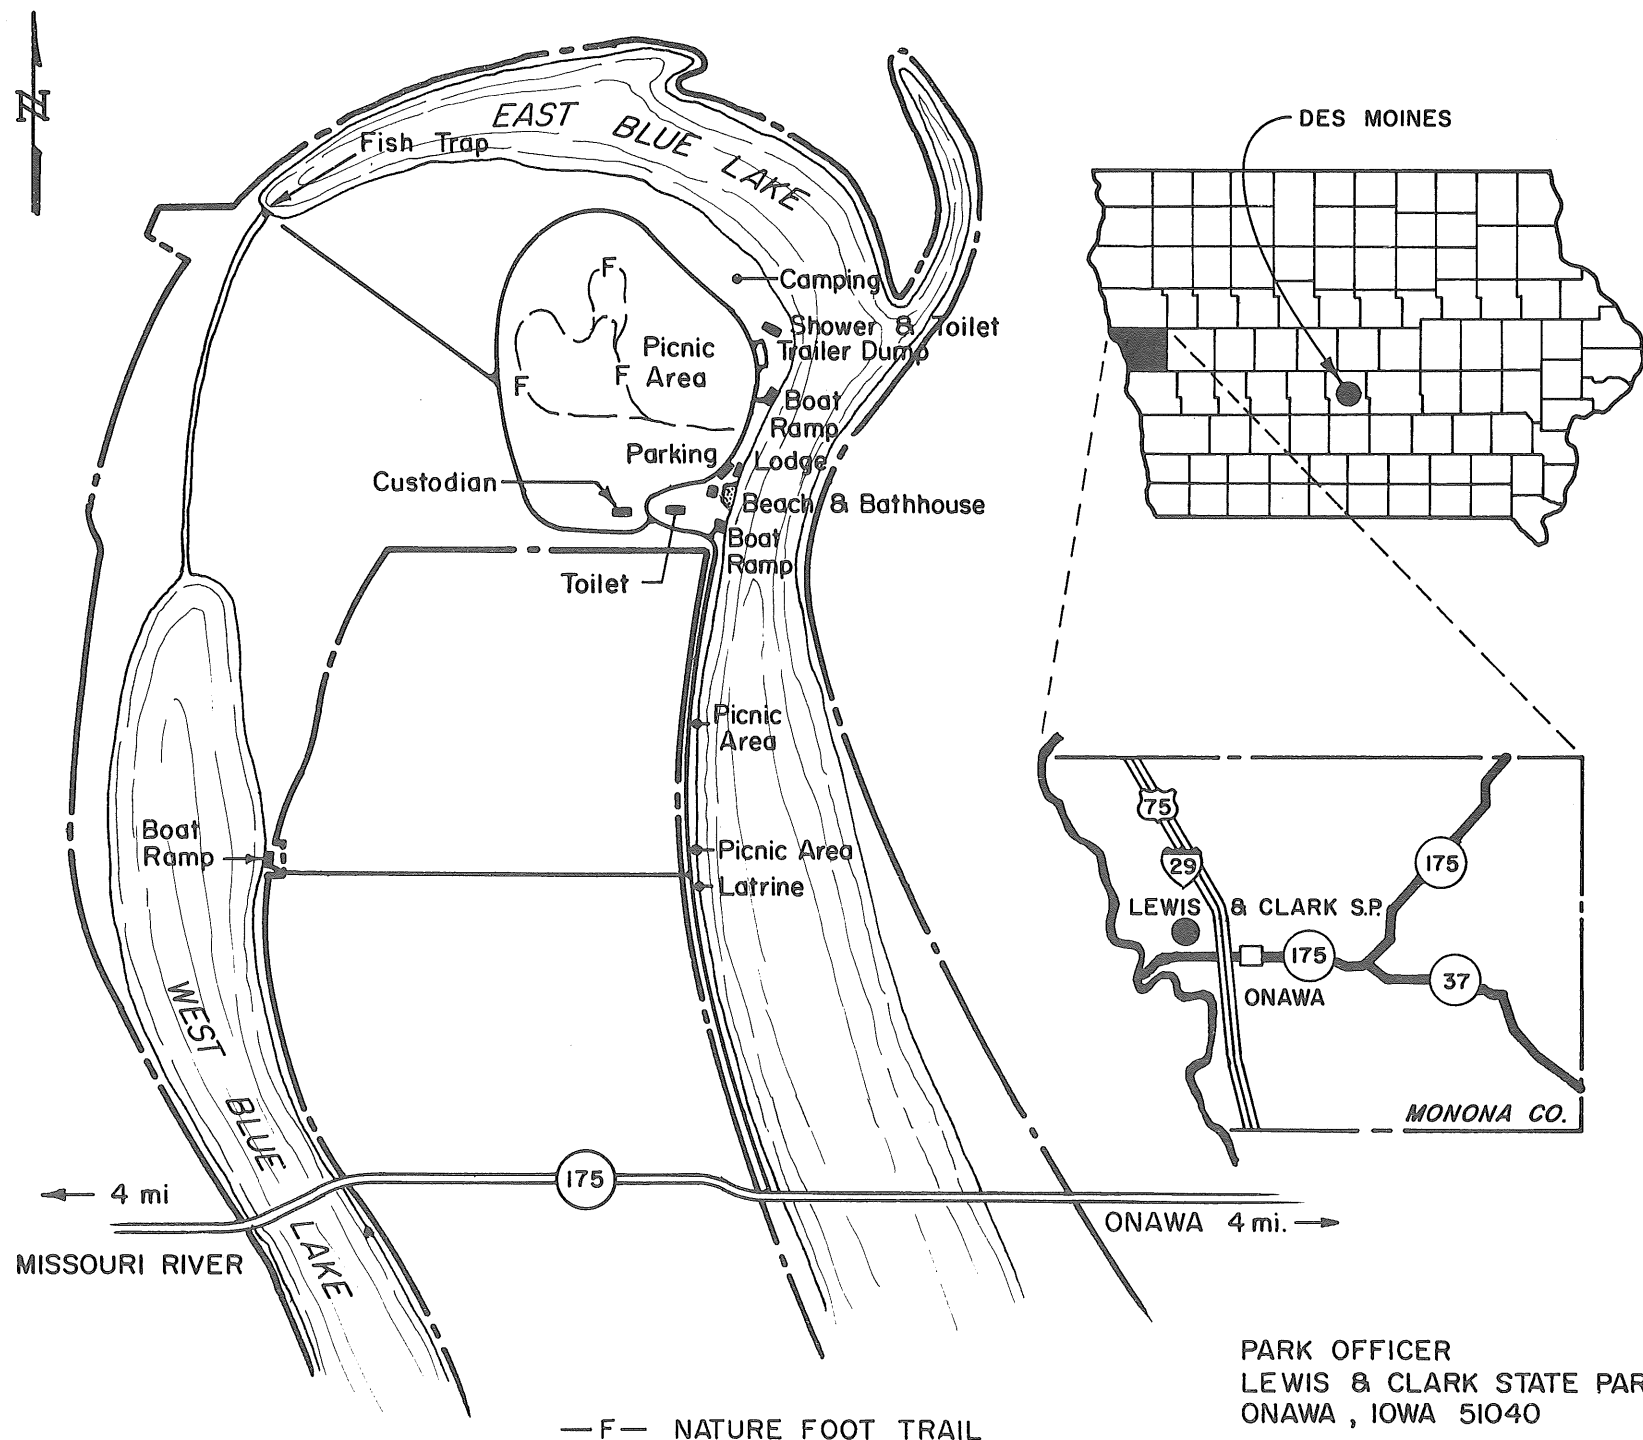 N
EAST BLUE LAKE
Fish Trap
DES MOINES
Camping
Shower & Toilet
Trailer Dump
F
F
F
Picnic
Area
Boat
Ramp
Parking
Lodge
Custodian
Beach & Bathhouse
Boat
Ramp
Toilet
Picnic
Area
Boat
Ramp
Picnic Area
Latrine
75
29
175
LEWIS & CLARK S.P.
175
37
ONAWA
MONONA CO.
WEST BLUE LAKE
175
4 mi
MISSOURI RIVER
ONAWA 4 mi.
PARK OFFICER
LEWIS & CLARK STATE PAR
ONAWA, IOWA 51040
—F— NATURE FOOT TRAIL